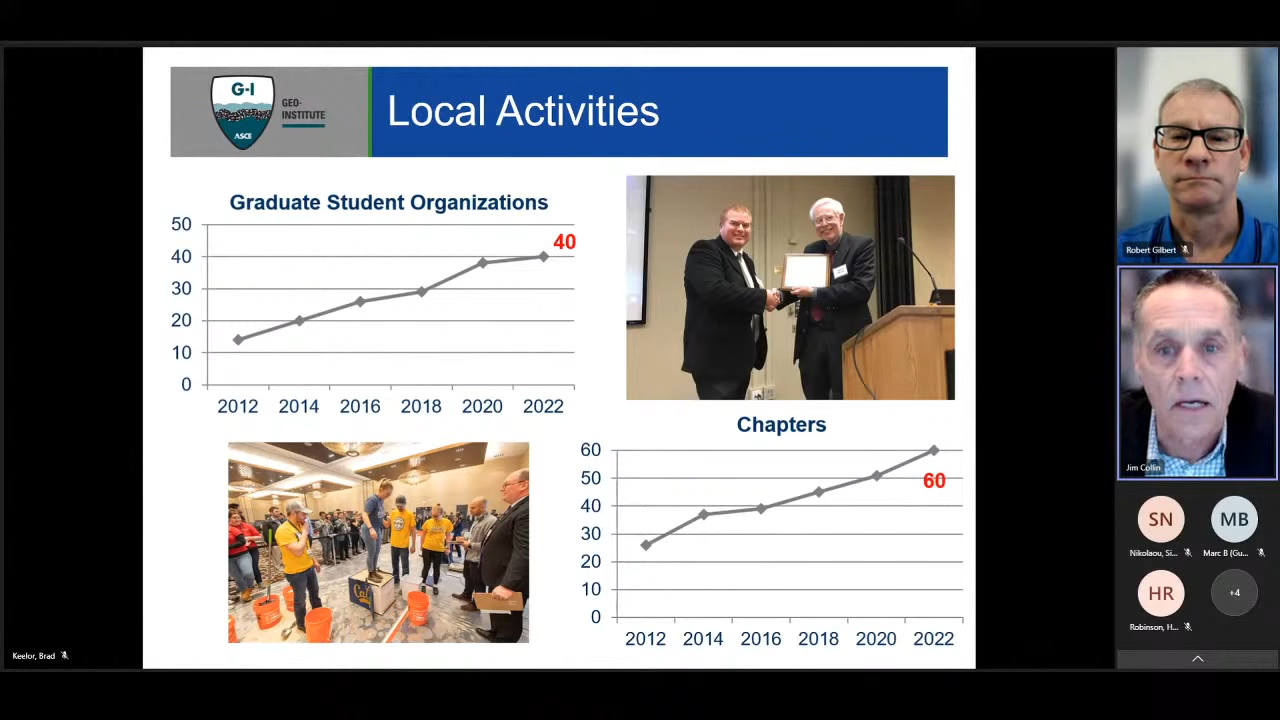 G-I
GEO-
INSTITUTE
ASCE
Local Activities
Graduate Student Organizations
50
40
30
20
10
0
40
2012 2014 2016 2018 2020 2022
Cal
Chapters
60
50
40
30
20
10
0
60
2012 2014 2016 2018 2020 2022
Keelor, Brad
Robert Gilbert
Jim Collin
SN
MB
Nikolaou, Si...
Marc B (Gu...
HR
+4
Robinson, H...